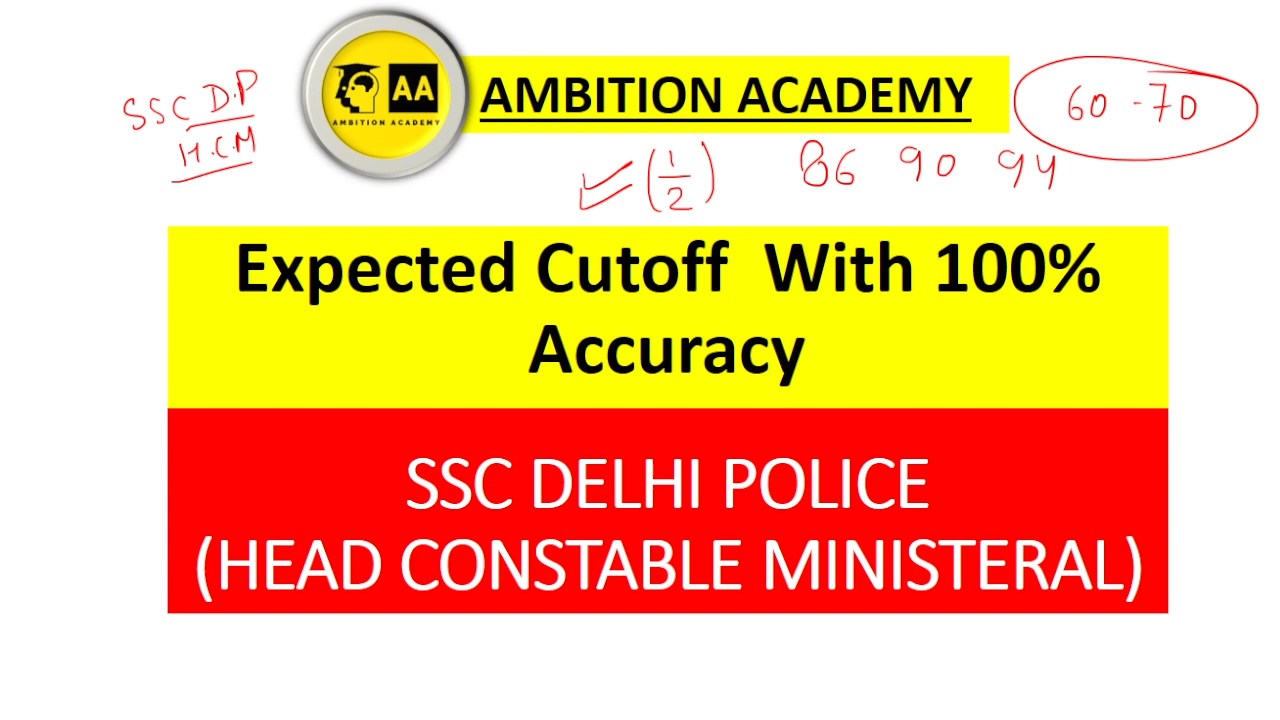 SSC D.P
H.C.M
AA
AMBITION ACADEMY
AMBITION ACADEMY
60 - 70
(1/2) 86 90 94
Expected Cutoff With 100%
Accuracy
SSC DELHI POLICE
(HEAD CONSTABLE MINISTERAL)